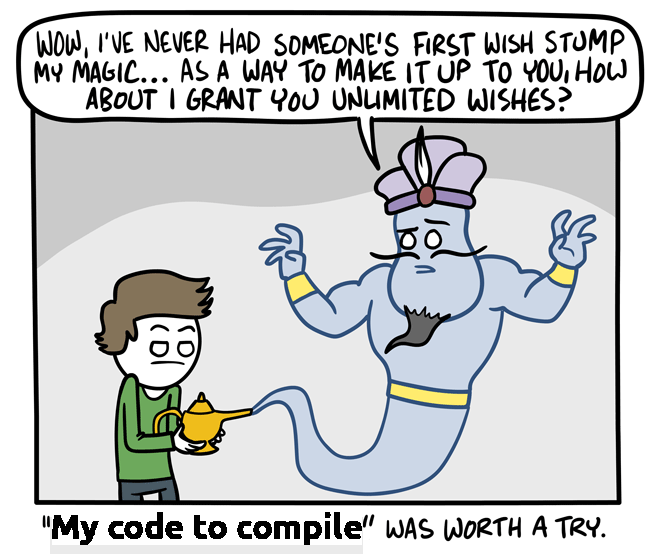 WOW, I'VE NEVER HAD SOMEONE'S FIRST WISH STUMP
MY MAGIC... AS A WAY TO MAKE IT UP TO YOU, HOW
ABOUT I GRANT YOU UNLIMITED WISHES?
"My code to compile" WAS WORTH A TRY.